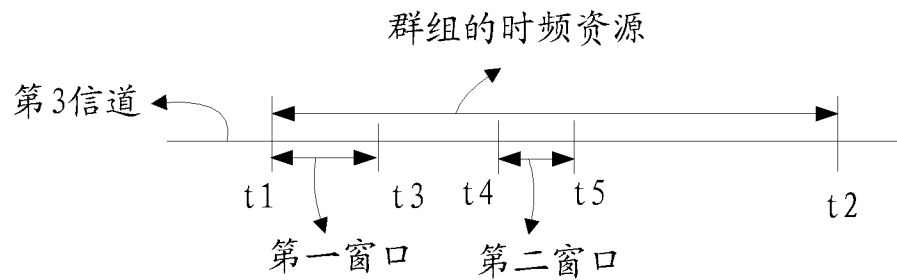 群组的时频资源
第3信道
t1
t3
t4
t5
t2
第一窗口
第二窗口